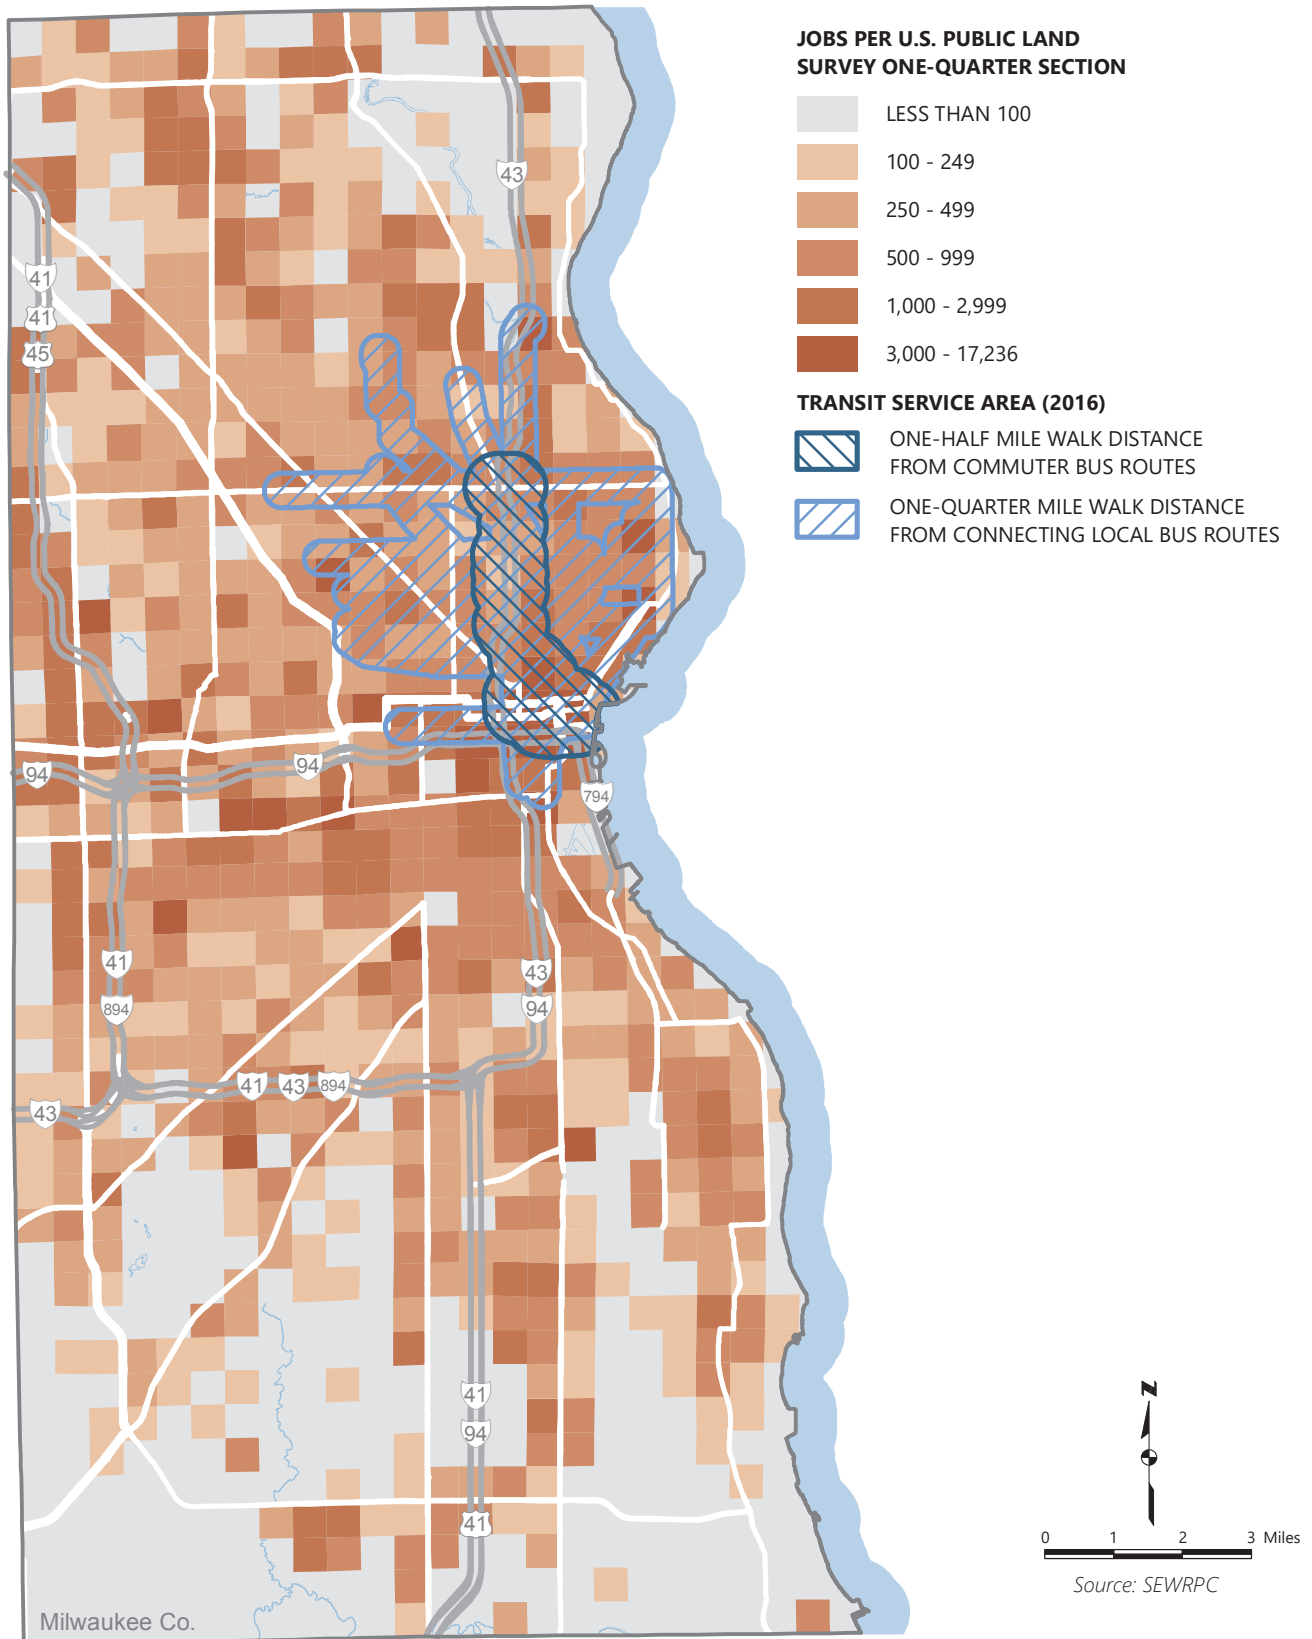 JOBS PER U.S. PUBLIC LAND
SURVEY ONE-QUARTER SECTION
LESS THAN 100
100 - 249
250 - 499
500 - 999
1,000 - 2,999
3,000 - 17,236
TRANSIT SERVICE AREA (2016)
ONE-HALF MILE WALK DISTANCE
FROM COMMUTER BUS ROUTES
ONE-QUARTER MILE WALK DISTANCE
FROM CONNECTING LOCAL BUS ROUTES
43
41
41
45
94
94
794
41
894
43
94
41
43
894
43
41
94
41
N
0 1 2 3 Miles
Source: SEWRPC
Milwaukee Co.